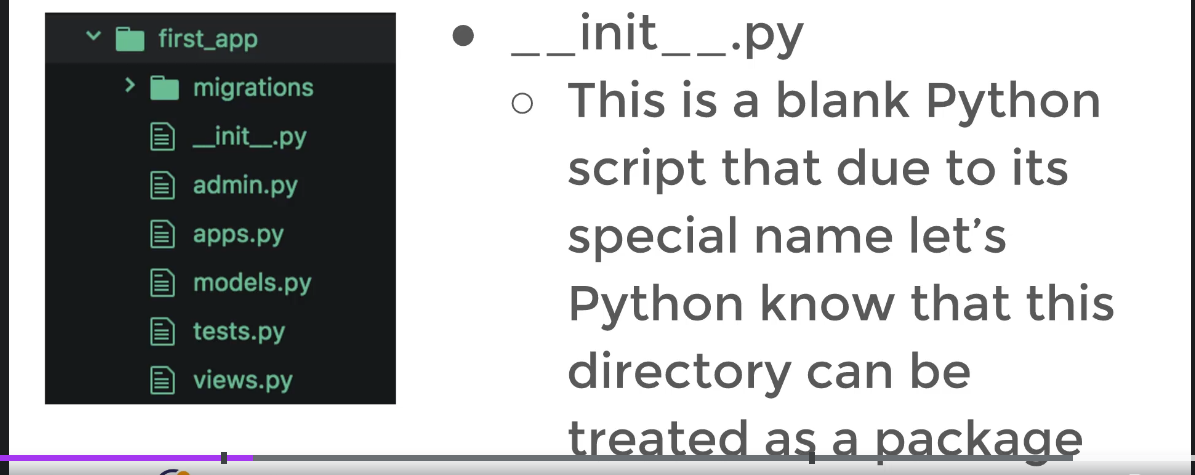 first_app
migrations
__init__.py
admin.py
apps.py
models.py
tests.py
views.py
__init__.py
This is a blank Python
script that due to its
special name let’s
Python know that this
directory can be
treated as a package